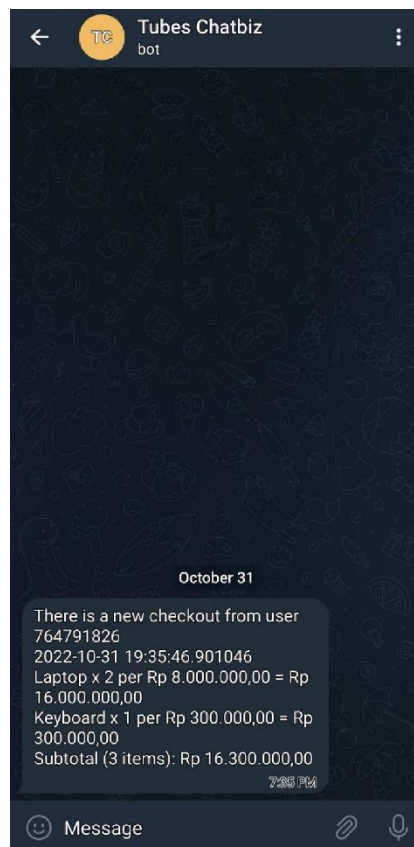 TC
Tubes Chatbiz
bot
October 31
There is a new checkout from user
764791826
2022-10-31 19:35:46.901046
Laptop x 2 per Rp 8.000.000,00 = Rp
16.000.000,00
Keyboard x 1 per Rp 300.000,00 = Rp
300.000,00
Subtotal (3 items): Rp 16.300.000,00
7:35 PM
Message